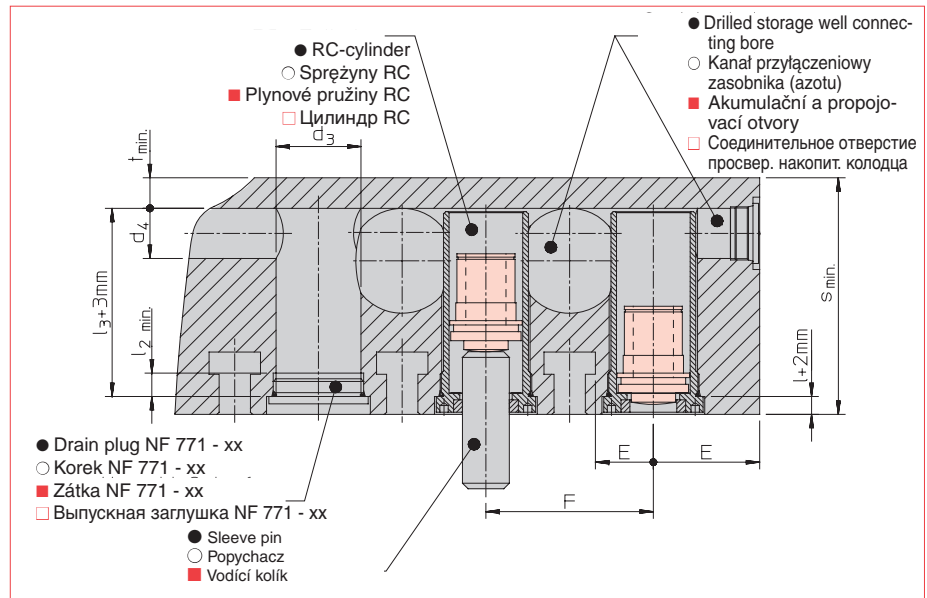 ● RC-cylinder
○ Sprężyny RC
■ Plynové pružiny RC
□ Цилиндр RC
● Drilled storage well connec-
ting bore
○ Kanał przyłączeniowy
zasobnika (azotu)
■ Akumulační a propojo-
vací otvory
□ Соединительное отверстие
просвер. накопит. колодца
t min.
d3
d4
l3+3mm
l2 min.
s min.
l+2mm
E
E
F
● Drain plug NF 771 - xx
○ Korek NF 771 - xx
■ Zátka NF 771 - xx
□ Выпускная заглушка NF 771 - xx
● Sleeve pin
○ Popychacz
■ Vodící kolík